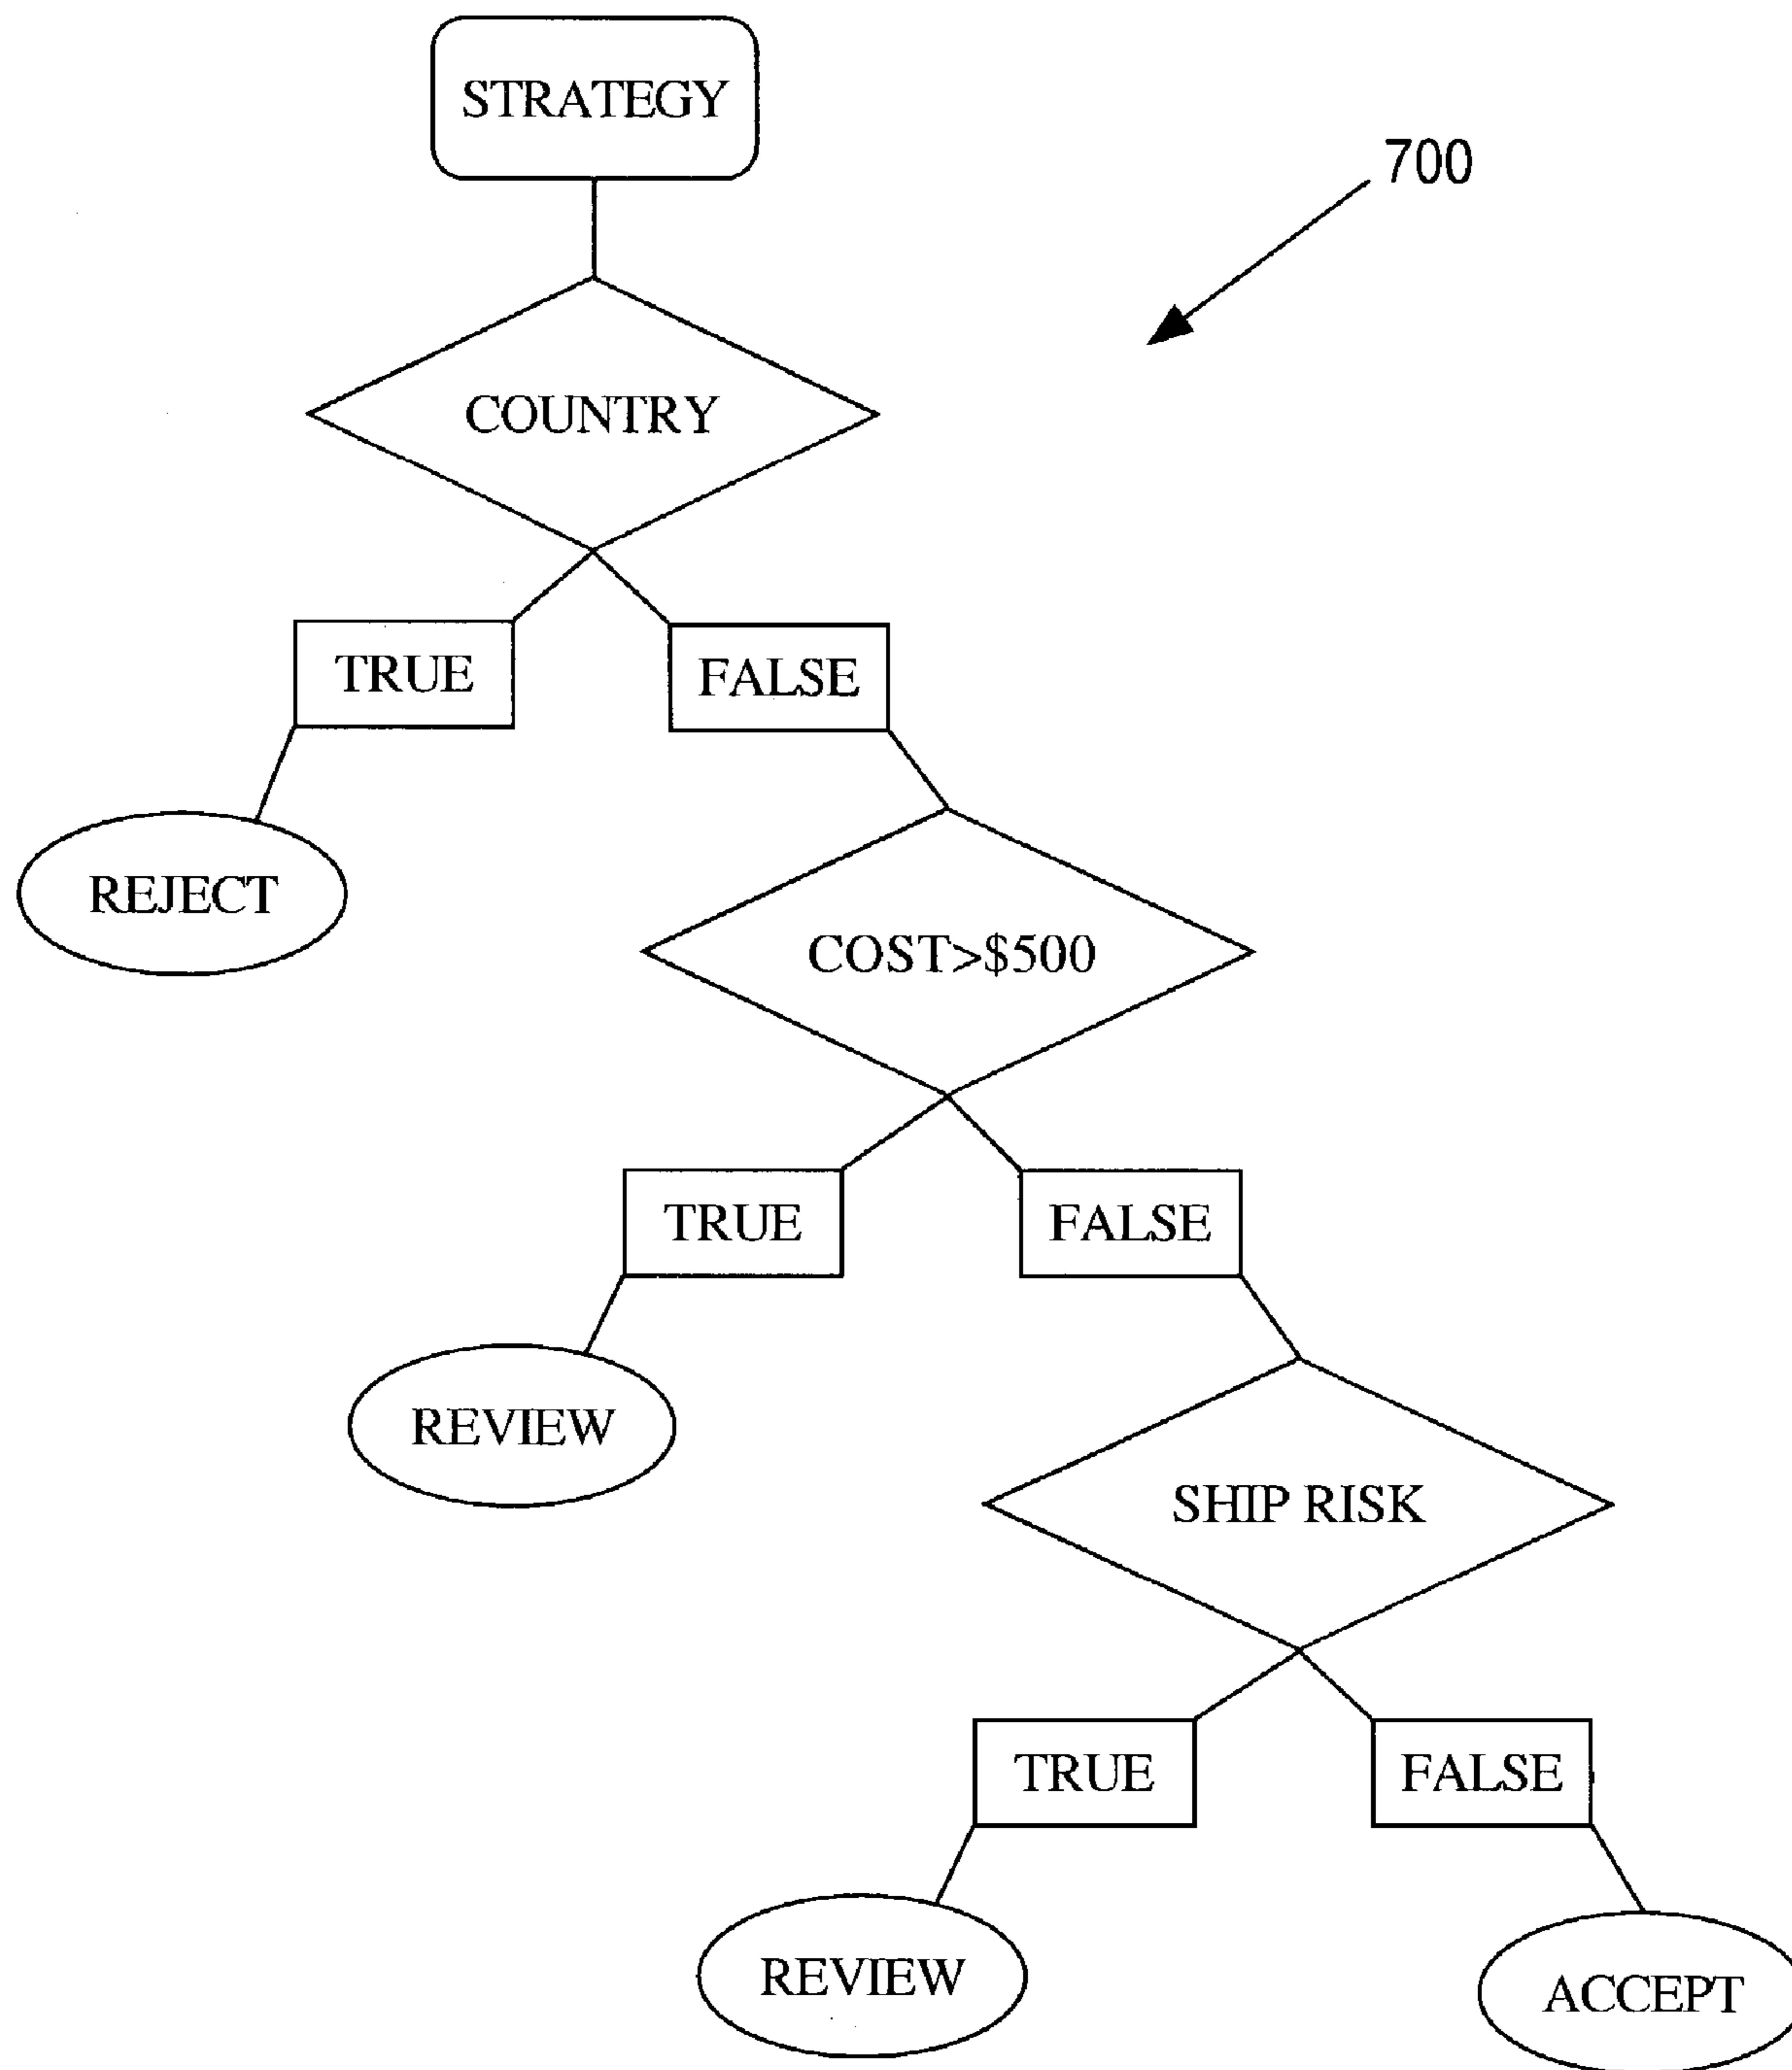 STRATEGY
700
COUNTRY
TRUE
FALSE
REJECT
COST>$500
TRUE
FALSE
REVIEW
SHIP RISK
TRUE
FALSE
REVIEW
ACCEPT